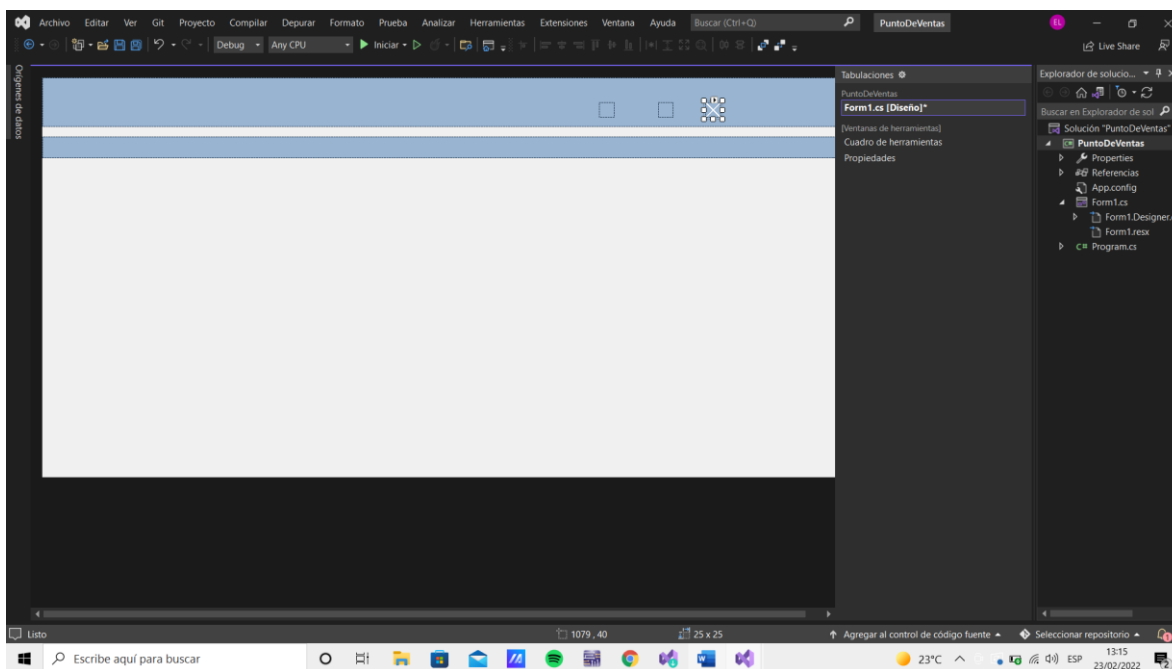 Archivo Editar Ver Git Proyecto Compilar Depurar Formato Prueba Analizar Herramientas Extensiones Ventana Ayuda Buscar (Ctrl+Q) PuntoDeVentas EL
Debug Any CPU Iniciar Live Share
Orígenes de datos
Tabulaciones
PuntoDeVentas
Form1.cs [Diseño]*
[Ventanas de herramientas]
Cuadro de herramientas
Propiedades
Explorador de solucio...
Buscar en Explorador de sol
Solución "PuntoDeVentas"
PuntoDeVentas
Properties
Referencias
App.config
Form1.cs
Form1.Designer.
Form1.resx
C# Program.cs
Listo 1079 , 40 25 x 25 Agregar al control de código fuente Seleccionar repositorio
Escribe aquí para buscar 23°C ESP 13:15
23/02/2022